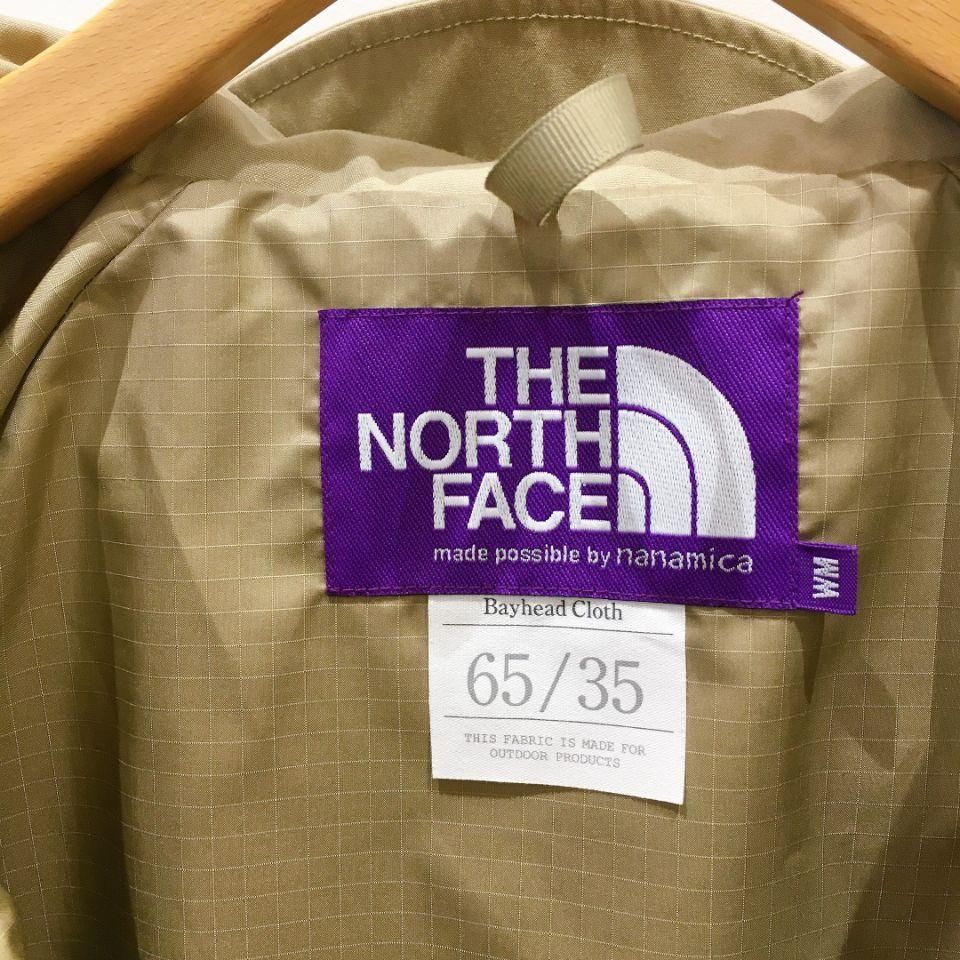 THE
NORTH
FACE
made possible by nanamica
WM
Bayhead Cloth
65/35
THIS FABRIC IS MADE FOR
OUTDOOR PRODUCTS